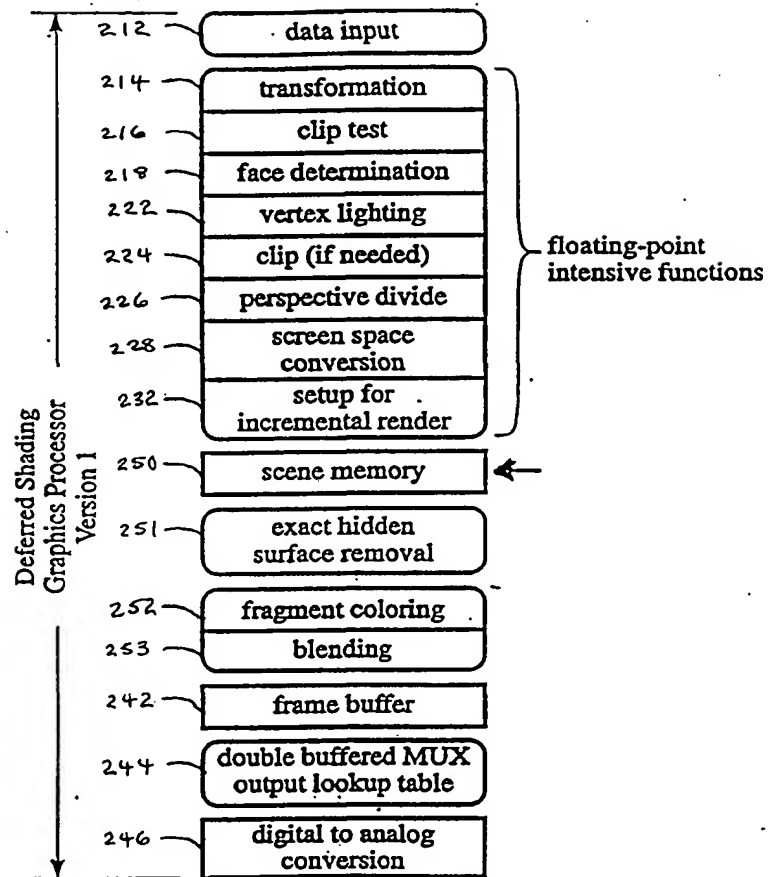 212
data input
214
transformation
216
clip test
218
face determination
222
vertex lighting
224
clip (if needed)
226
perspective divide
228
screen space
conversion
232
setup for
incremental render
floating-point
intensive functions
250
scene memory
251
exact hidden
surface removal
252
fragment coloring
253
blending
242
frame buffer
244
double buffered MUX
output lookup table
246
digital to analog
conversion
Deferred Shading
Graphics Processor
Version 1